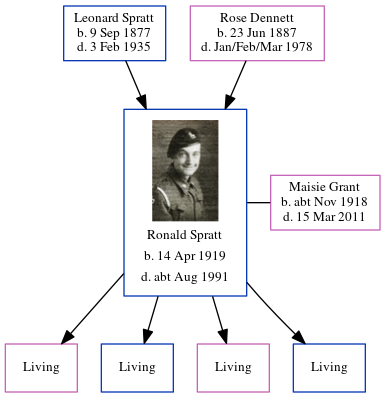 Leonard Spratt
b. 9 Sep 1877
d. 3 Feb 1935
Rose Dennett
b. 23 Jun 1887
d. Jan/Feb/Mar 1978
Ronald Spratt
b. 14 Apr 1919
d. abt Aug 1991
Maisie Grant
b. abt Nov 1918
d. 15 Mar 2011
Living
Living
Living
Living